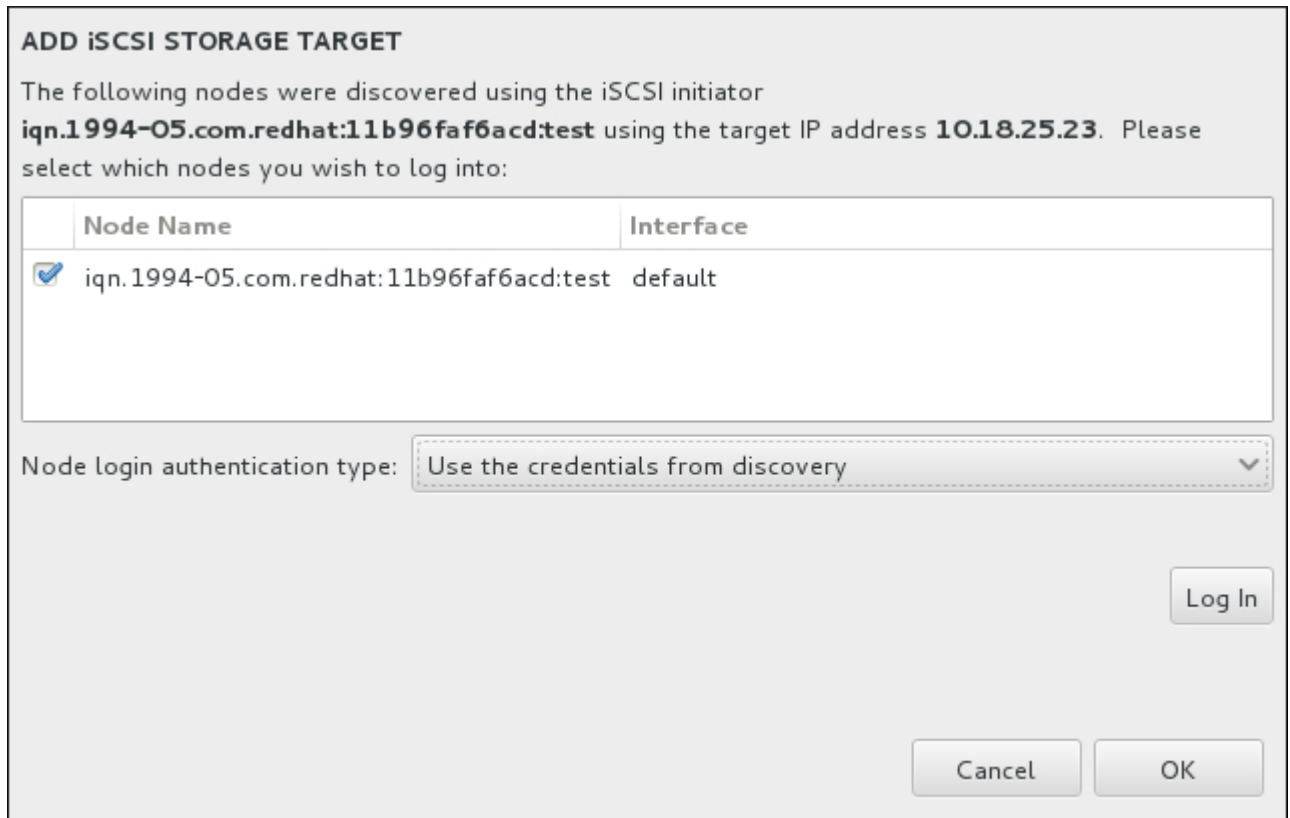 ADD iSCSI STORAGE TARGET
The following nodes were discovered using the iSCSI initiator
iqn.1994-05.com.redhat:11b96faf6acd:test using the target IP address 10.18.25.23. Please
select which nodes you wish to log into:
Node Name Interface
iqn.1994-05.com.redhat:11b96faf6acd:test default
Node login authentication type: Use the credentials from discovery
Log In
Cancel OK